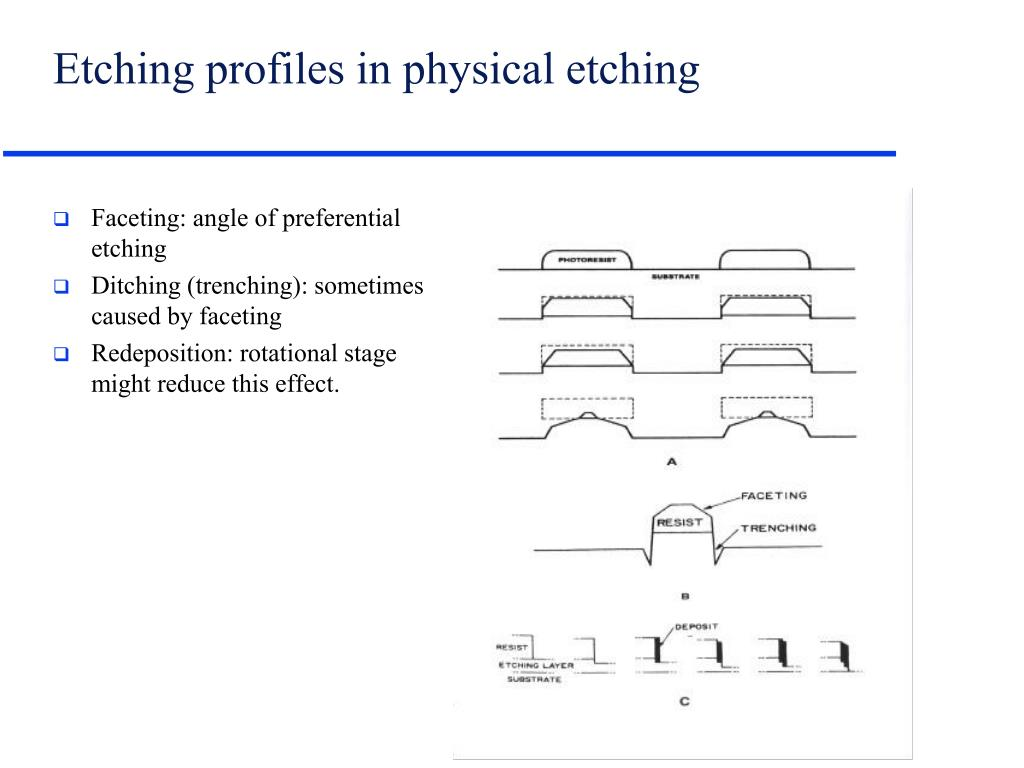 Etching profiles in physical etching
Faceting: angle of preferential
etching
Ditching (trenching): sometimes
caused by faceting
Redeposition: rotational stage
might reduce this effect.
PHOTORESIST
SUBSTRATE
A
FACETING
RESIST
TRENCHING
B
DEPOSIT
RESIST
ETCHING LAYER
SUBSTRATE
C